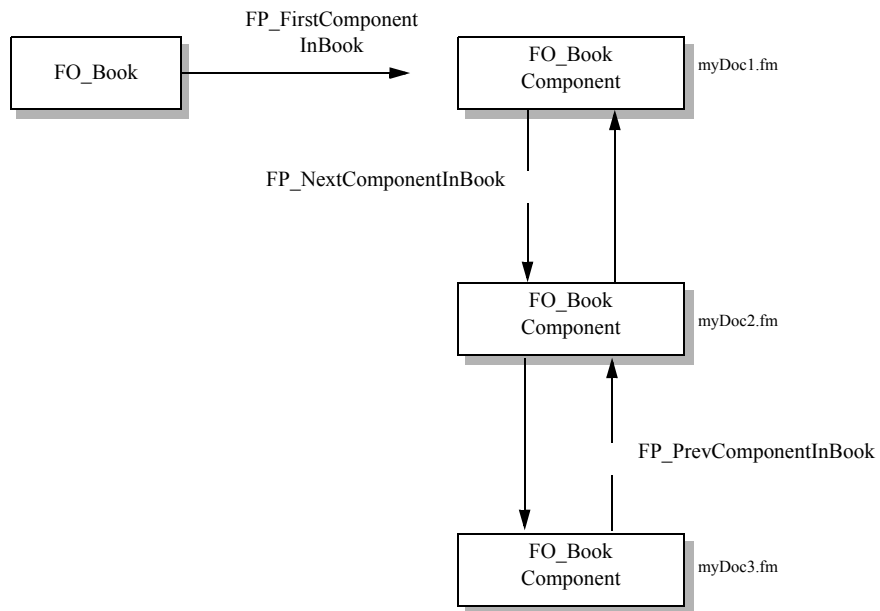 FP_FirstComponent
InBook
FO_Book
FO_Book
Component
myDoc1.fm
FP_NextComponentInBook
FO_Book
Component
myDoc2.fm
FP_PrevComponentInBook
FO_Book
Component
myDoc3.fm